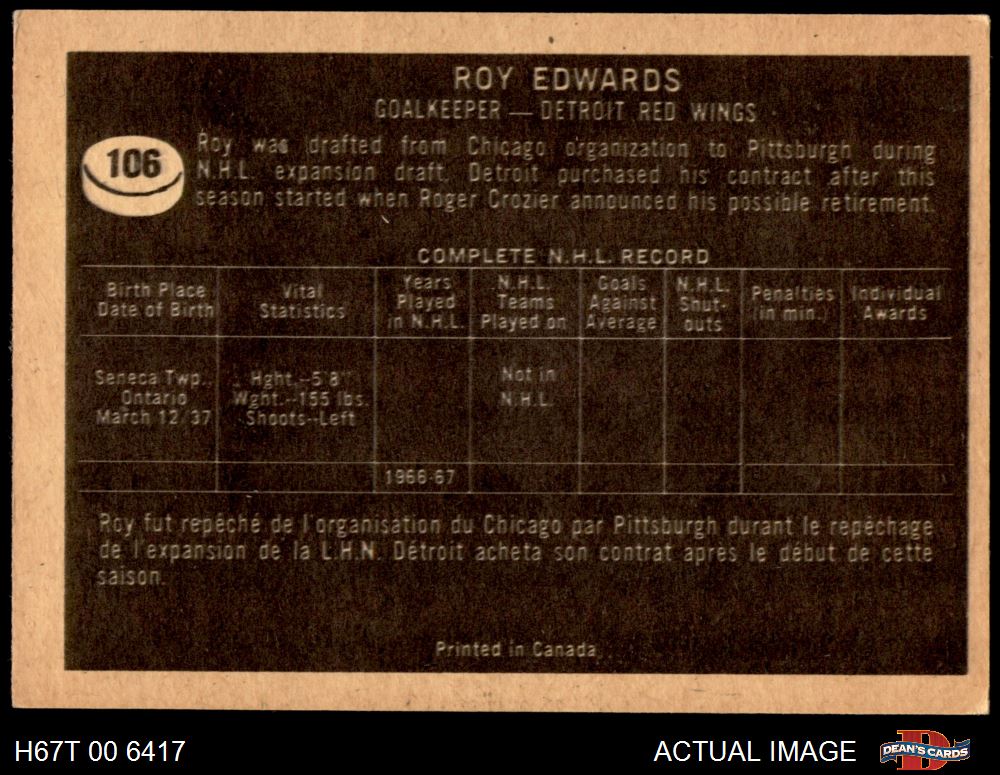 ROY EDWARDS
GOALKEEPER — DETROIT RED WINGS
106
Roy was drafted from Chicago organization to Pittsburgh during
N.H.L. expansion draft. Detroit purchased his contract after this
season started when Roger Crozier announced his possible retirement.
COMPLETE N.H.L. RECORD
Birth Place
Date of Birth
Vital
Statistics
Years
Played
in N.H.L.
N.H.L.
Teams
Played on
Goals
Against
Average
N.H.L.
Shut-
outs
Penalties
(in min.)
Individual
Awards
Seneca Twp.,
Ontario
March 12/37
Hght.--5'8"
Wght.--155 lbs.
Shoots--Left
Not in
N.H.L.
1966-67
Roy fut repêché de l'organisation du Chicago par Pittsburgh durant le repêchage
de l'expansion de la L.H.N. Détroit acheta son contrat après le début de cette
saison.
Printed in Canada
H67T 00 6417
ACTUAL IMAGE
DEAN'S CARDS